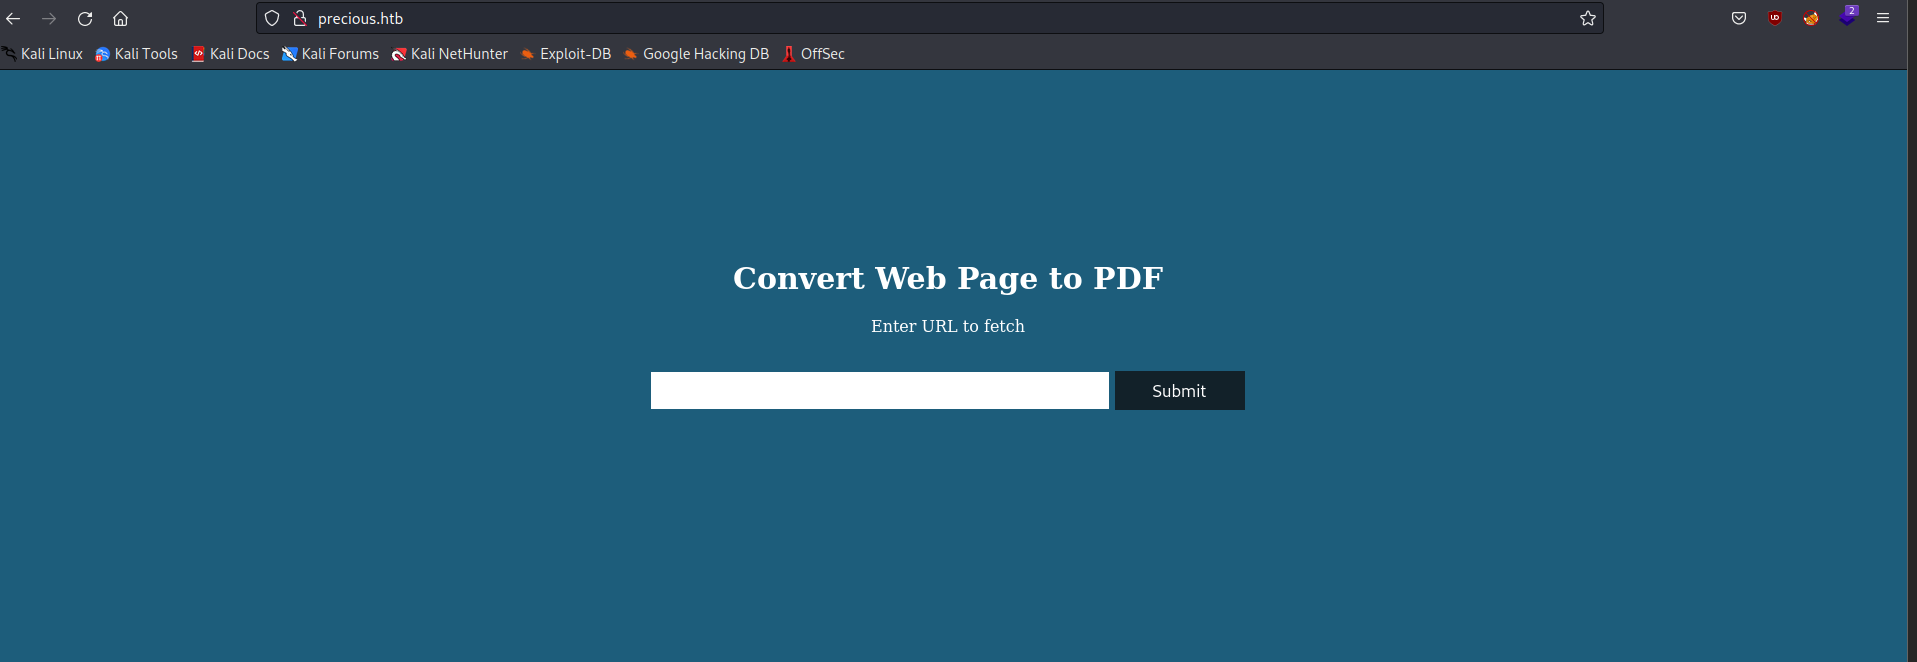 precious.htb
2
Kali Linux Kali Tools Kali Docs Kali Forums Kali NetHunter Exploit-DB Google Hacking DB OffSec
Convert Web Page to PDF
Enter URL to fetch
Submit